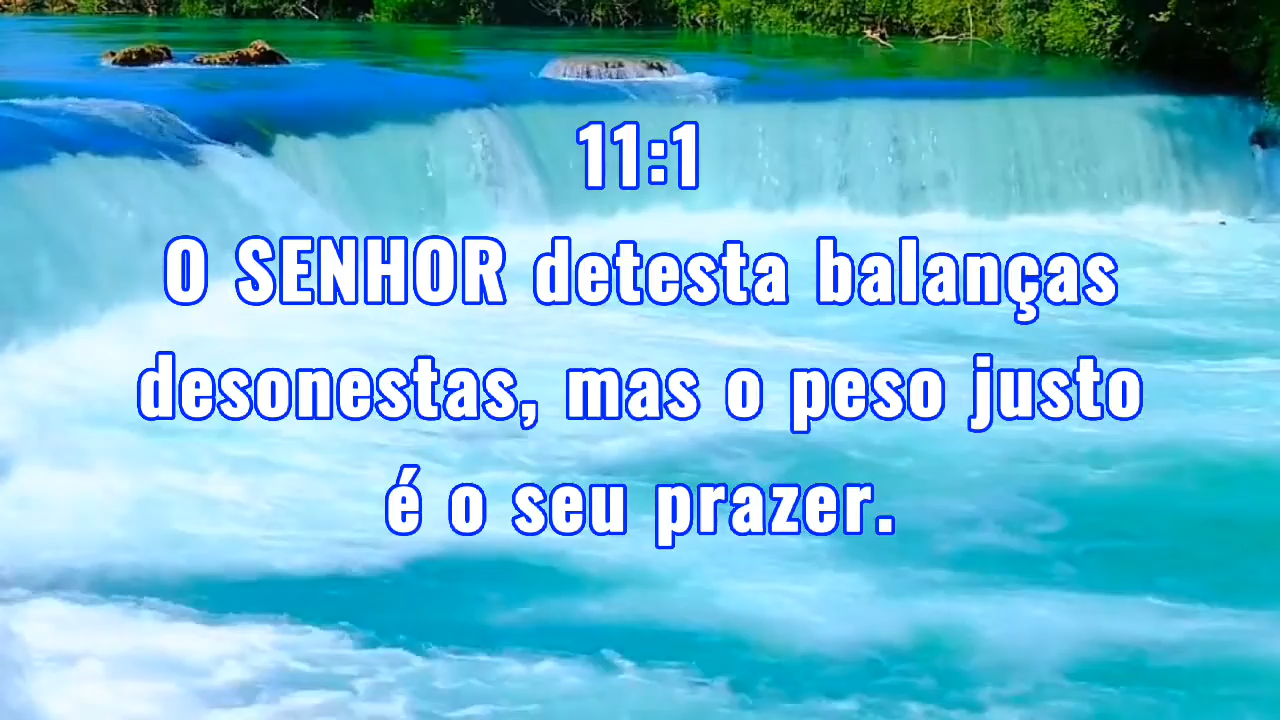 11:1
O SENHOR detesta balanças
desonestas, mas o peso justo
é o seu prazer.